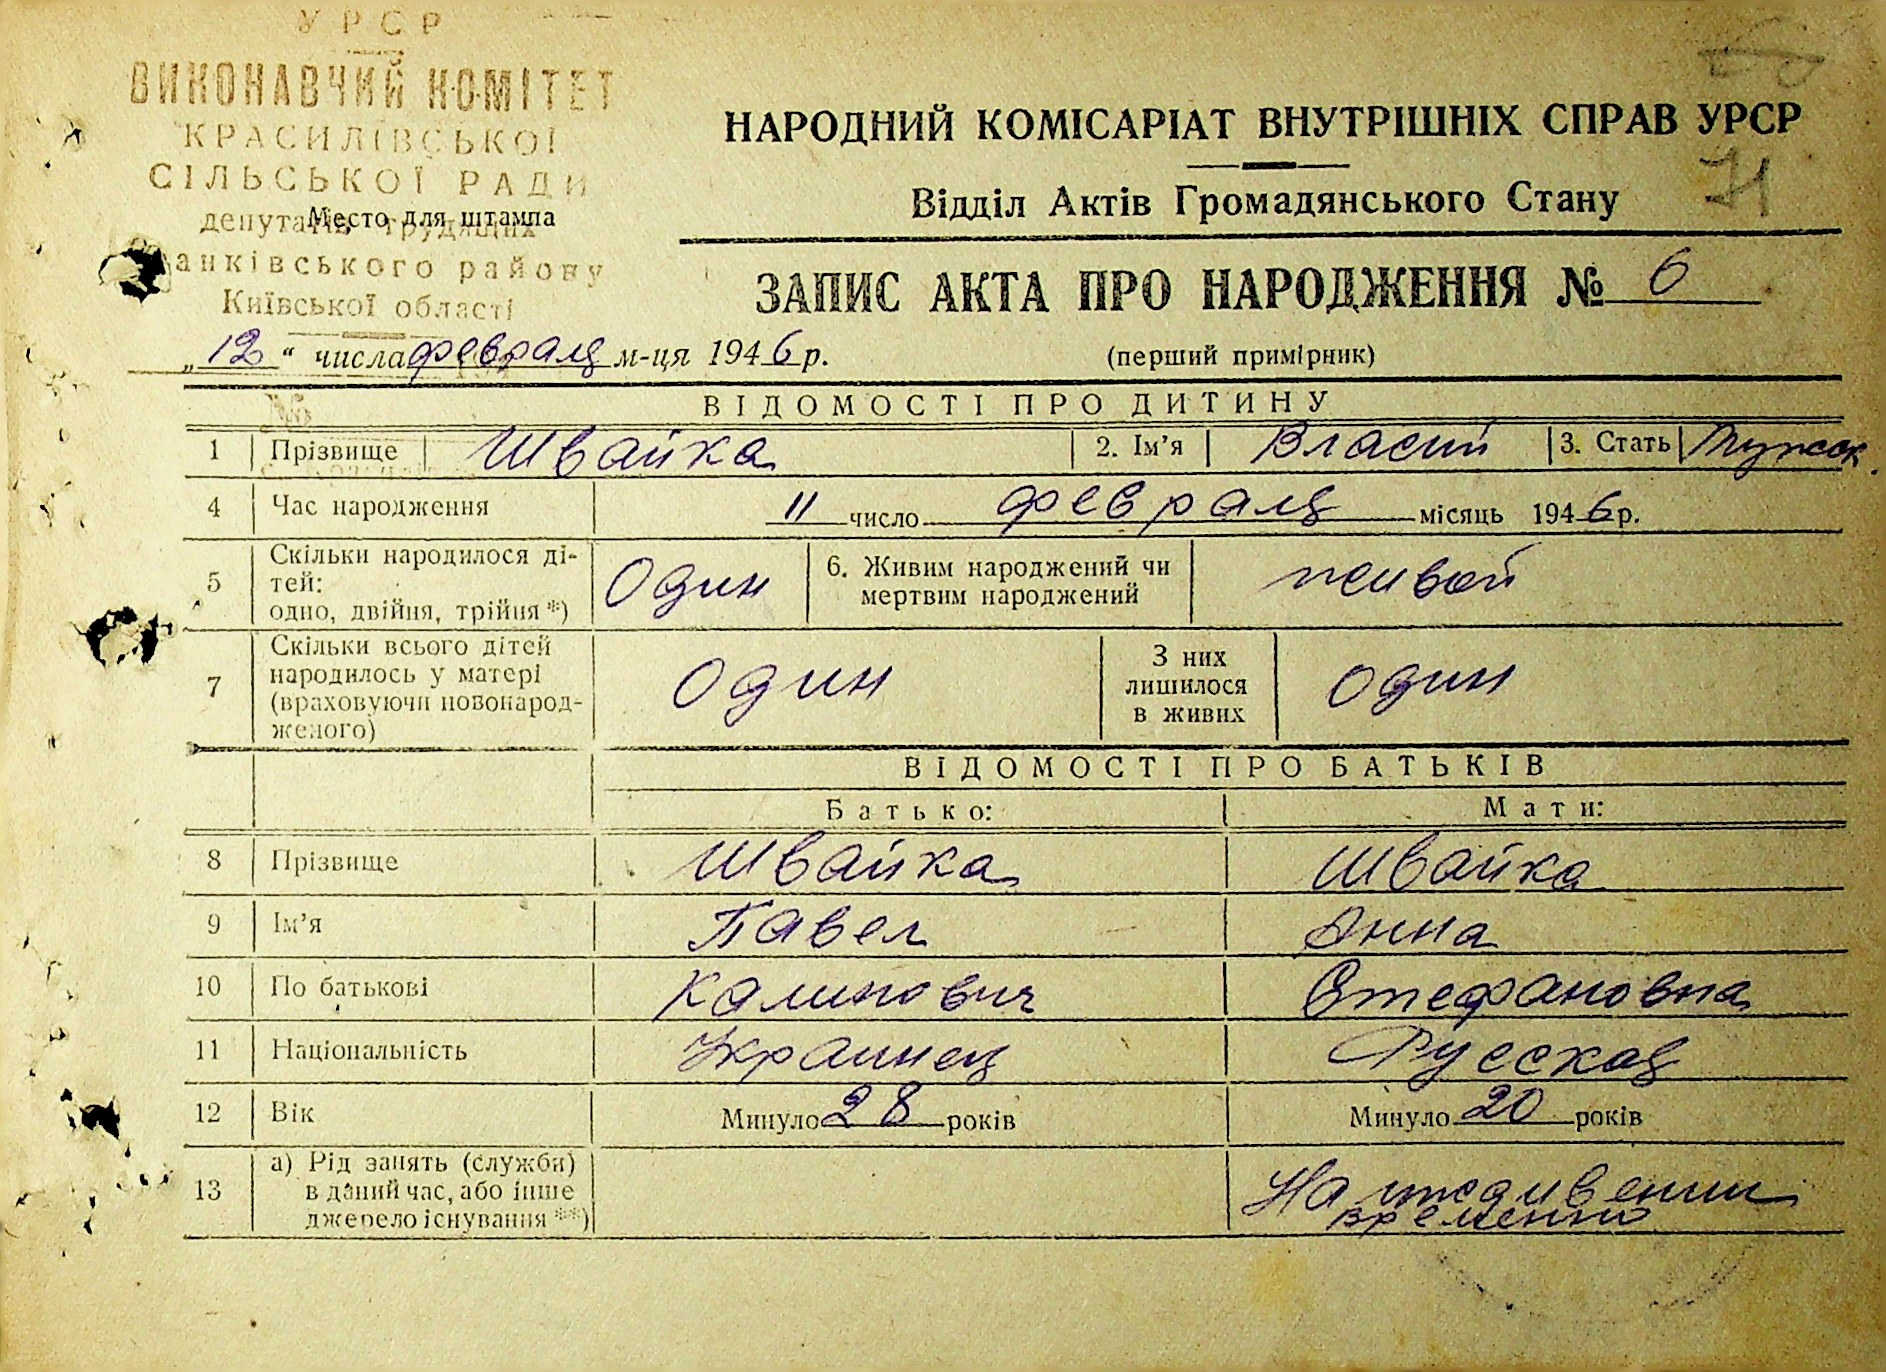 УРСР
ВИКОНАВЧИЙ КОМІТЕТ
КРАСИЛІВСЬКОЇ
СІЛЬСЬКОЇ РАДИ
депутатів трудящих
Место для штампа
анківського району
Київської області
71
НАРОДНИЙ КОМІСАРІАТ ВНУТРІШНІХ СПРАВ УРСР
Відділ Актів Громадянського Стану
ЗАПИС АКТА ПРО НАРОДЖЕННЯ № 6
„12“ числа февраля м-ця 1946 р.
(перший примірник)
ВІДОМОСТІ ПРО ДИТИНУ
1 Прізвище Швайка 2. Ім’я Власий 3. Стать Мужск.
4 Час народження 11 число февраля місяць 1946 р.
5 Скільки народилося ді-
тей:
одно, двійня, трійня *) Один 6. Живим народжений чи
мертвим народжений живой
7 Скільки всього дітей
народилось у матері
(враховуючи новонарод-
женого) Один З них
лишилося
в живих один
ВІДОМОСТІ ПРО БАТЬКІВ
Батько: Мати:
8 Прізвище Швайка Швайка
9 Ім’я Павел Анна
10 По батькові Калинович Стефановна
11 Національність Украинец Русская
12 Вік Минуло 28 років Минуло 20 років
13 а) Рід занять (служби)
в даний час, або інше
джерело існування **) На иждивении
временно